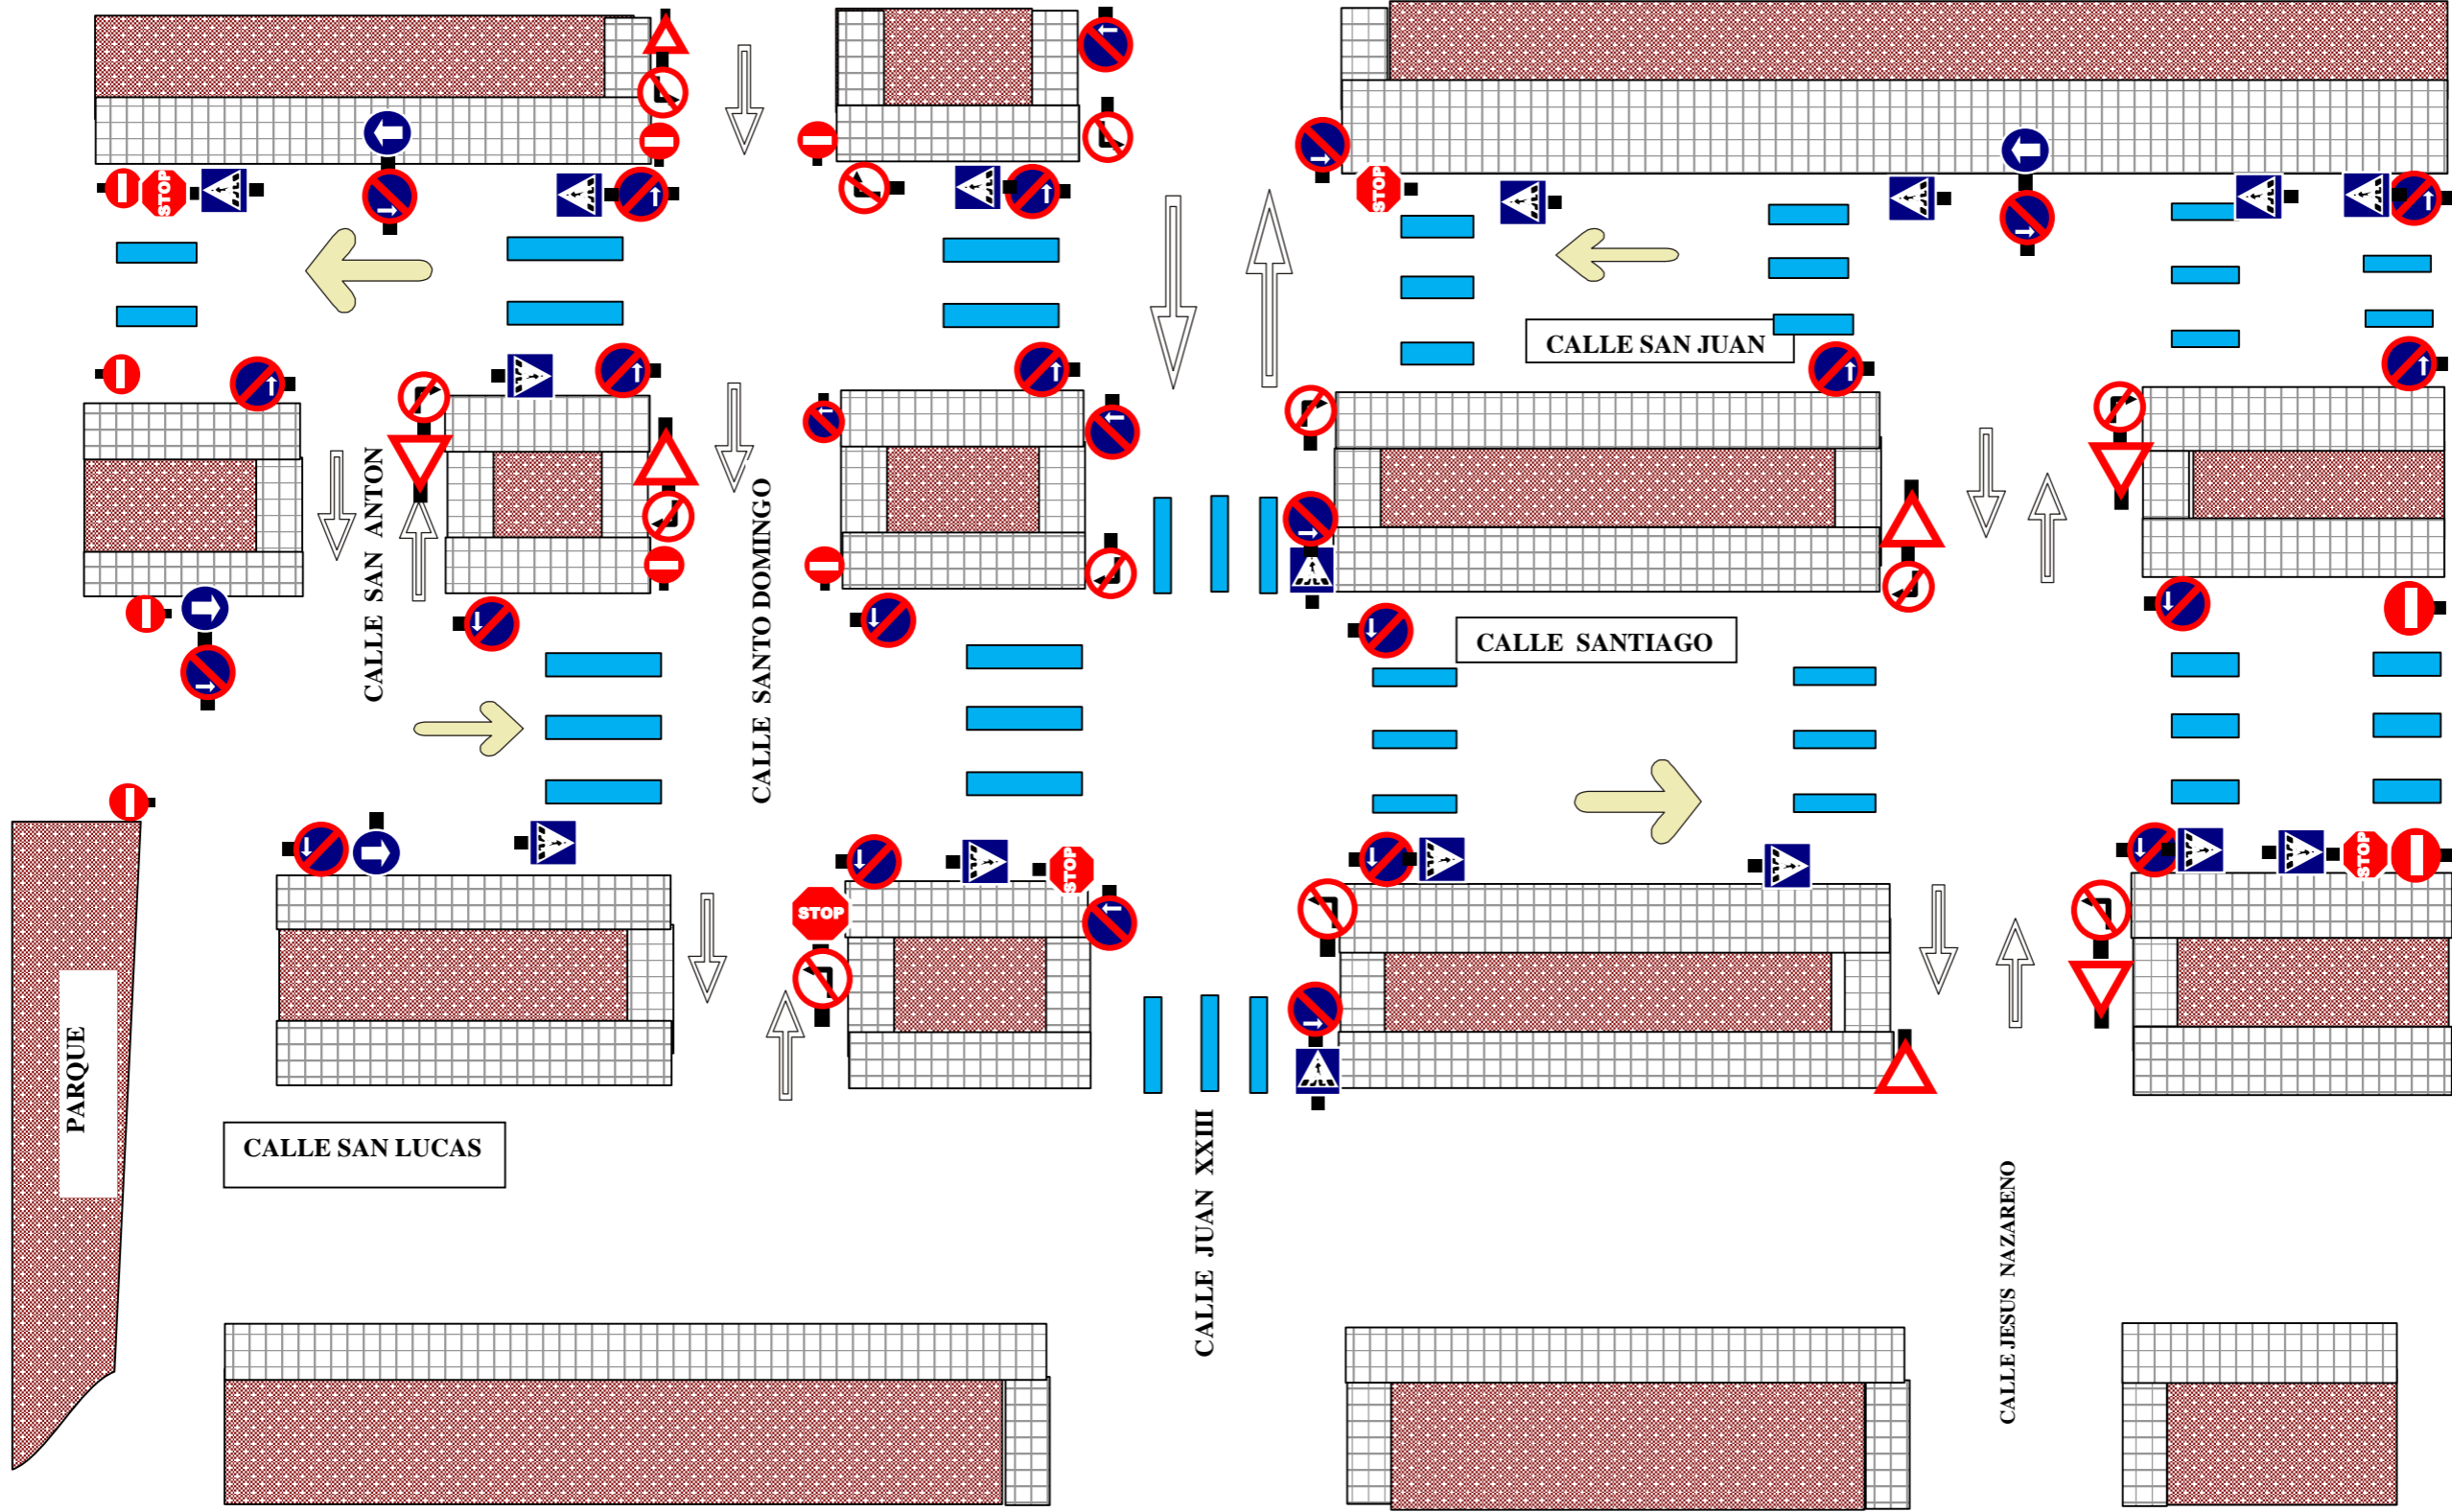 STOP
STOP
CALLE SAN JUAN
CALLE SAN ANTON
CALLE SANTO DOMINGO
CALLE SANTIAGO
STOP
STOP
STOP
PARQUE
CALLE SAN LUCAS
CALLE JUAN XXIII
CALLE JESUS NAZARENO